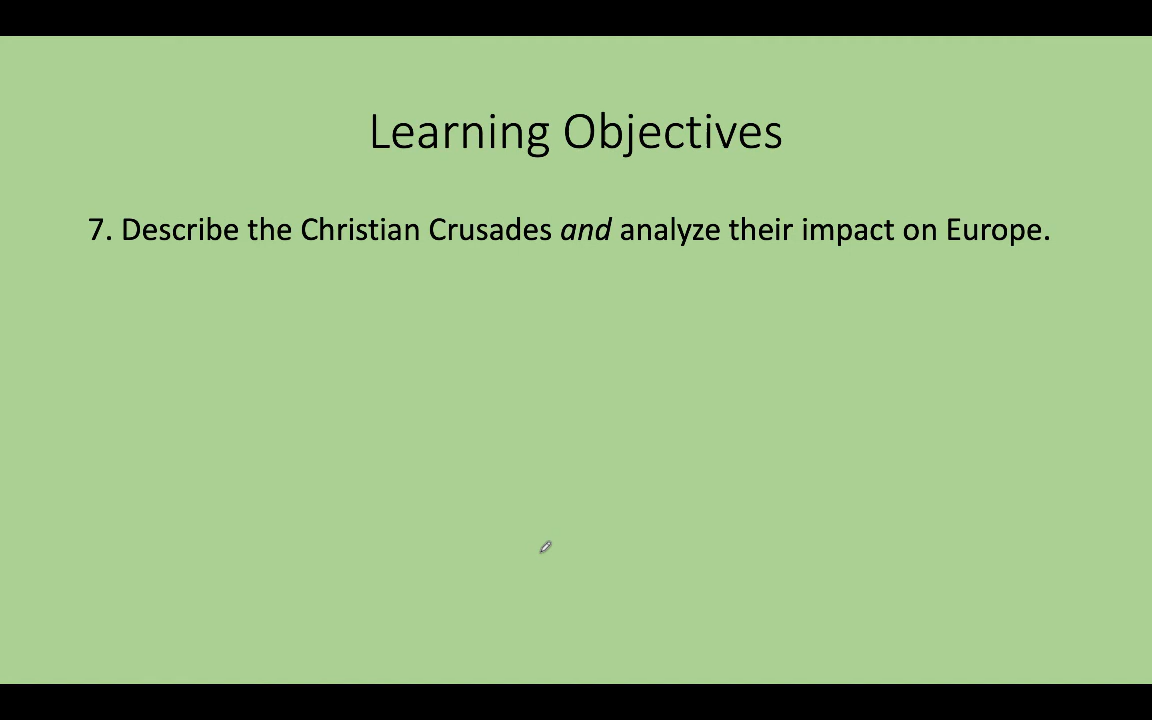 Learning Objectives
7. Describe the Christian Crusades and analyze their impact on Europe.